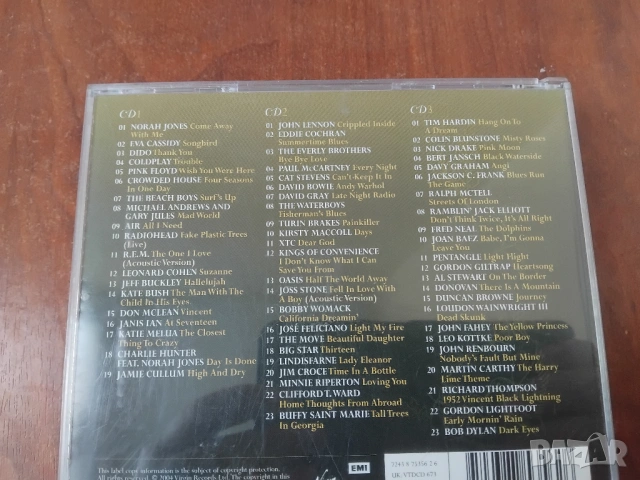 CD1
01 NORAH JONES Come Away
With Me
02 EVA CASSIDY Songbird
03 DIDO Thank You
04 COLDPLAY Trouble
05 PINK FLOYD Wish You Were Here
06 CROWDED HOUSE Four Seasons
In One Day
07 THE BEACH BOYS Surf's Up
08 MICHAEL ANDREWS AND
GARY JULES Mad World
09 AIR All I Need
10 RADIOHEAD Fake Plastic Trees
(Live)
11 R.E.M. The One I Love
(Acoustic Version)
12 LEONARD COHEN Suzanne
13 JEFF BUCKLEY Hallelujah
14 KATE BUSH The Man With The
Child In His Eyes
15 DON MCLEAN Vincent
16 JANIS IAN At Seventeen
17 KATIE MELUA The Closest
Thing To Crazy
18 CHARLIE HUNTER
FEAT. NORAH JONES Day Is Done
19 JAMIE CULLUM High And Dry
CD2
01 JOHN LENNON Crippled Inside
02 EDDIE COCHRAN
Summertime Blues
03 THE EVERLY BROTHERS
Bye Bye Love
04 PAUL McCARTNEY Every Night
05 CAT STEVENS Can't Keep It In
06 DAVID BOWIE Andy Warhol
07 DAVID GRAY Late Night Radio
08 THE WATERBOYS
Fisherman's Blues
09 TURIN BRAKES Painkiller
10 KIRSTY MACCOLL Days
11 XTC Dear God
12 KINGS OF CONVENIENCE
I Don't Know What I Can
Save You From
13 OASIS Half The World Away
14 JOSS STONE Fell In Love With
A Boy (Acoustic Version)
15 BOBBY WOMACK
California Dreamin'
16 JOSÉ FELICIANO Light My Fire
17 THE MOVE Beautiful Daughter
18 BIG STAR Thirteen
19 LINDISFARNE Lady Eleanor
20 JIM CROCE Time In A Bottle
21 MINNIE RIPERTON Loving You
22 CLIFFORD T. WARD
Home Thoughts From Abroad
23 BUFFY SAINT MARIE Tall Trees
In Georgia
CD3
01 TIM HARDIN Hang On To
A Dream
02 COLIN BLUNSTONE Misty Roses
03 NICK DRAKE Pink Moon
04 BERT JANSCH Black Waterside
05 DAVY GRAHAM Angi
06 JACKSON C. FRANK Blues Run
The Game
07 RALPH MCTELL
Streets Of London
08 RAMBLIN' JACK ELLIOTT
Don't Think Twice, It's All Right
09 FRED NEAL The Dolphins
10 JOAN BAEZ Babe, I'm Gonna
Leave You
11 PENTANGLE Light Flight
12 GORDON GILTRAP Heartsong
13 AL STEWART On The Border
14 DONOVAN There Is A Mountain
15 DUNCAN BROWNE Journey
16 LOUDON WAINWRIGHT III
Dead Skunk
17 JOHN FAHEY The Yellow Princess
18 LEO KOTTKE Poor Boy
19 JOHN RENBOURN
Nobody's Fault But Mine
20 MARTIN CARTHY The Harry
Lime Theme
21 RICHARD THOMPSON
1952 Vincent Black Lightning
22 GORDON LIGHTFOOT
Early Mornin' Rain
23 BOB DYLAN Dark Eyes
This label copy information is the subject of copyright protection.
All rights reserved. © 2004 Virgin Records Ltd.
EMI
UK: VTDCD 673
Bazar